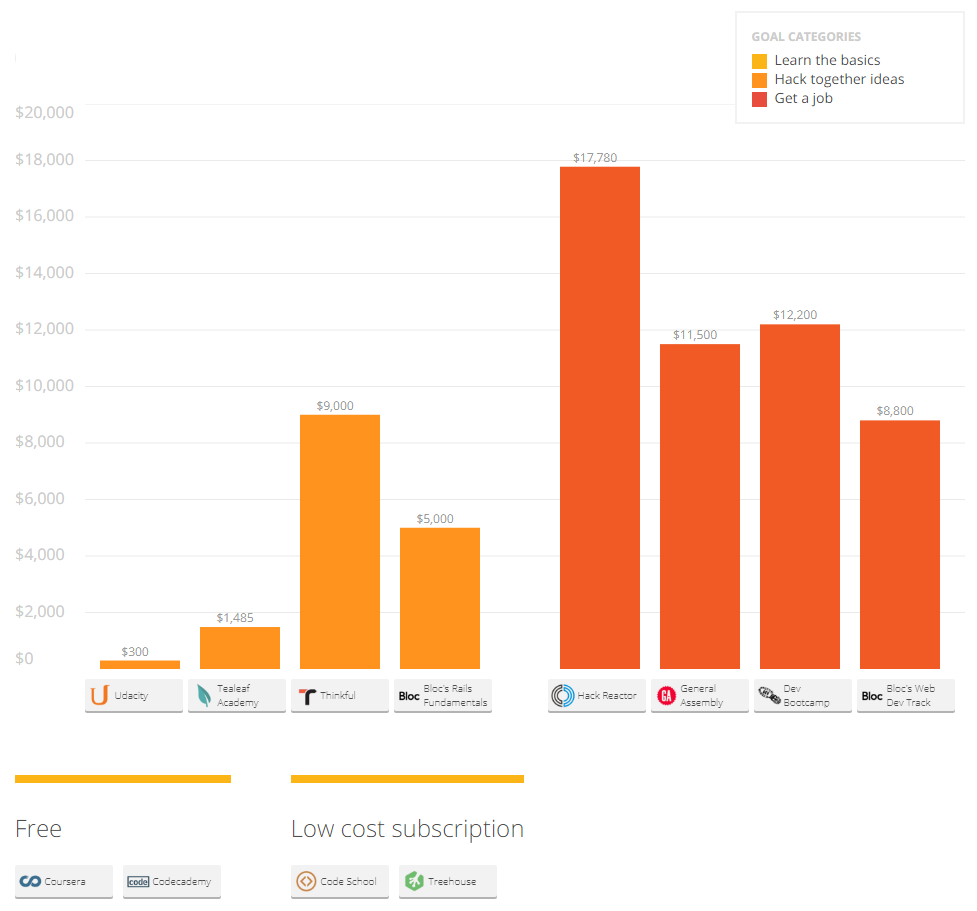 GOAL CATEGORIES
Learn the basics
Hack together ideas
Get a job
$20,000
$18,000
$16,000
$14,000
$12,000
$10,000
$8,000
$6,000
$4,000
$2,000
$0
$300
$1,485
$9,000
$5,000
$17,780
$11,500
$12,200
$8,800
Udacity
Tealeaf
Academy
Thinkful
Bloc
Bloc's Rails
Fundamentals
Hack Reactor
GA
General
Assembly
Dev
Bootcamp
Bloc
Bloc's Web
Dev Track
Free
Low cost subscription
Coursera
code
Codecademy
Code School
Treehouse